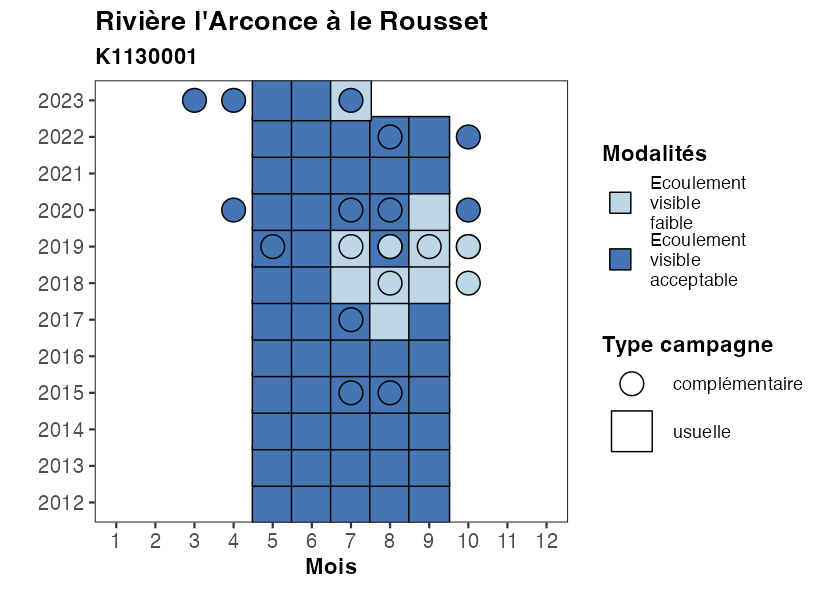 Rivière l'Arconce à le Rousset
K1130001
2023
2022
2021
2020
2019
2018
2017
2016
2015
2014
2013
2012
1 2 3 4 5 6 7 8 9 10 11 12
Mois
Modalités
Ecoulement
visible
faible
Ecoulement
visible
acceptable
Type campagne
complémentaire
usuelle